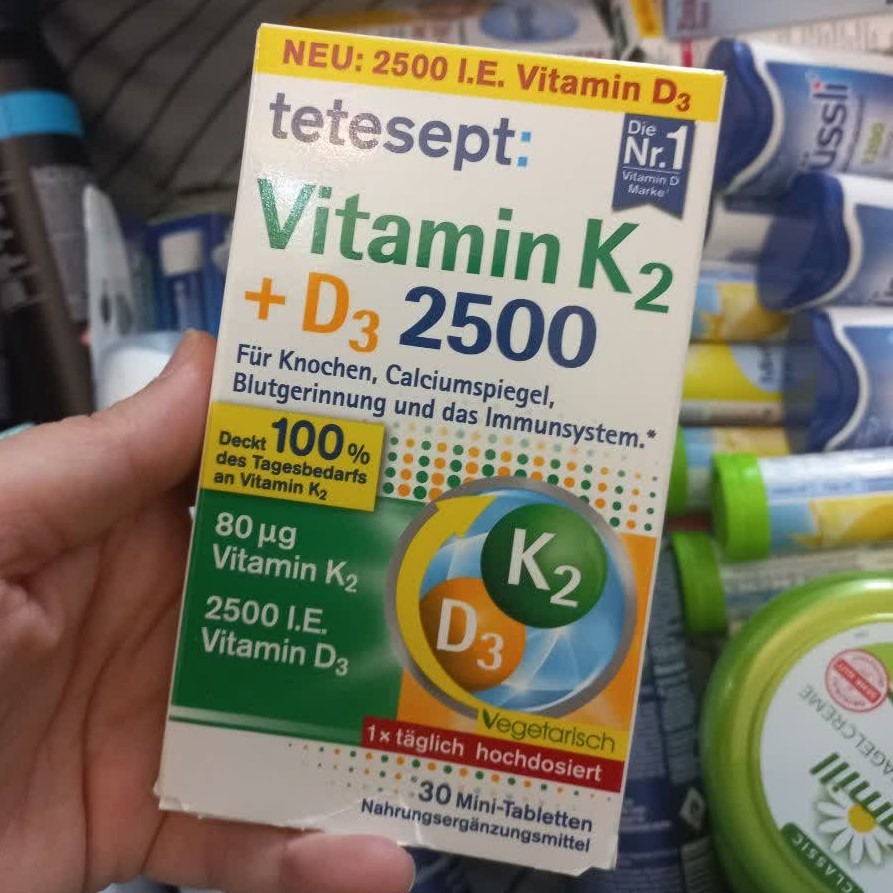 NEU: 2500 I.E. Vitamin D3
tetesept:
Die
Nr.1
Vitamin D
Marke
Vitamin K2
+ D3 2500
Für Knochen, Calciumspiegel,
Blutgerinnung und das Immunsystem.*
Deckt 100%
des Tagesbedarfs
an Vitamin K2
80 µg
Vitamin K2
2500 I.E.
Vitamin D3
K2
D3
Vegetarisch
1x täglich hochdosiert
30 Mini-Tabletten
Nahrungsergänzungsmittel
CLASSIC